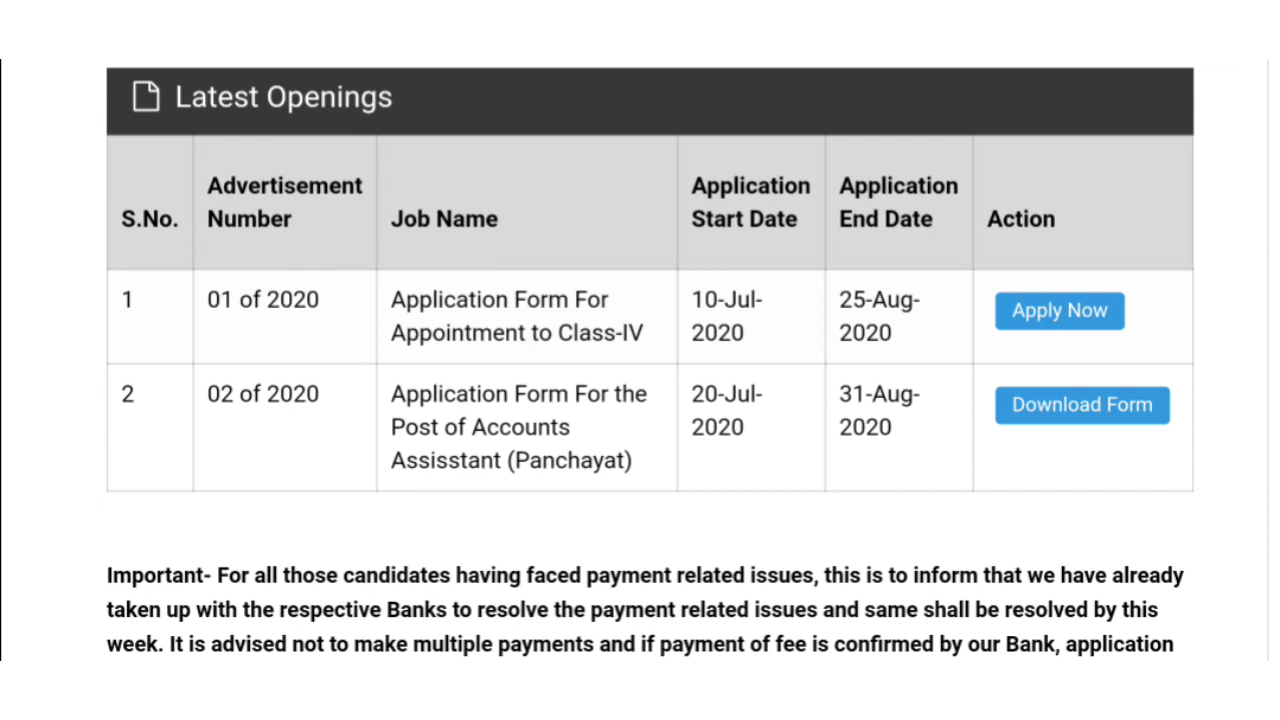 Latest Openings
S.No. Advertisement Number Job Name Application Start Date Application End Date Action
1 01 of 2020 Application Form For Appointment to Class-IV 10-Jul-2020 25-Aug-2020 Apply Now
2 02 of 2020 Application Form For the Post of Accounts Assisstant (Panchayat) 20-Jul-2020 31-Aug-2020 Download Form
Important- For all those candidates having faced payment related issues, this is to inform that we have already
taken up with the respective Banks to resolve the payment related issues and same shall be resolved by this
week. It is advised not to make multiple payments and if payment of fee is confirmed by our Bank, application